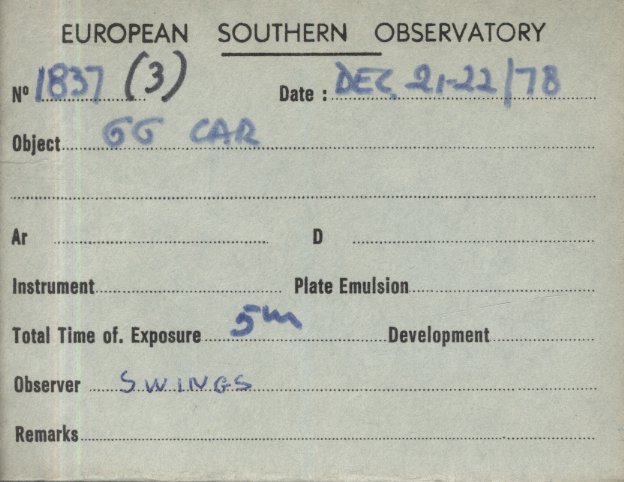 EUROPEAN SOUTHERN OBSERVATORY
Nº 1837 (3) Date : DEC. 21-22/78
Object GG CAR
Ar D
Instrument Plate Emulsion
Total Time of. Exposure 5m Development
Observer SWINGS
Remarks